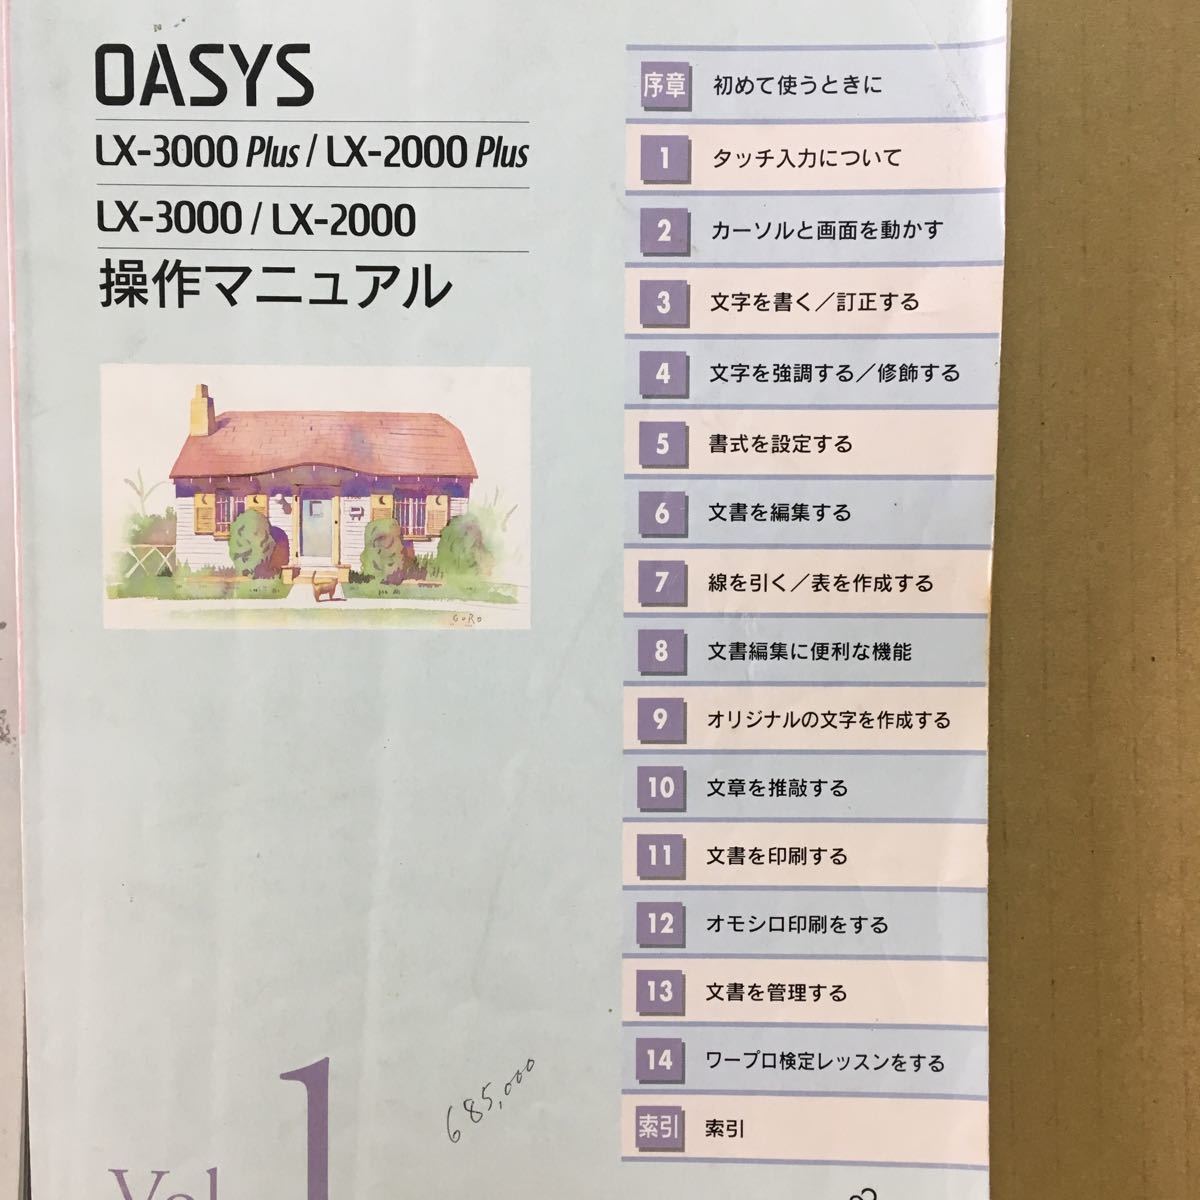 OASYS
LX-3000 Plus / LX-2000 Plus
LX-3000 / LX-2000
操作マニュアル
GORO
序章 初めて使うときに
1 タッチ入力について
2 カーソルと画面を動かす
3 文字を書く／訂正する
4 文字を強調する／修飾する
5 書式を設定する
6 文書を編集する
7 線を引く／表を作成する
8 文書編集に便利な機能
9 オリジナルの文字を作成する
10 文章を推敲する
11 文書を印刷する
12 オモシロ印刷をする
13 文書を管理する
14 ワープロ検定レッスンをする
索引 索引
685,000
Vol. 1